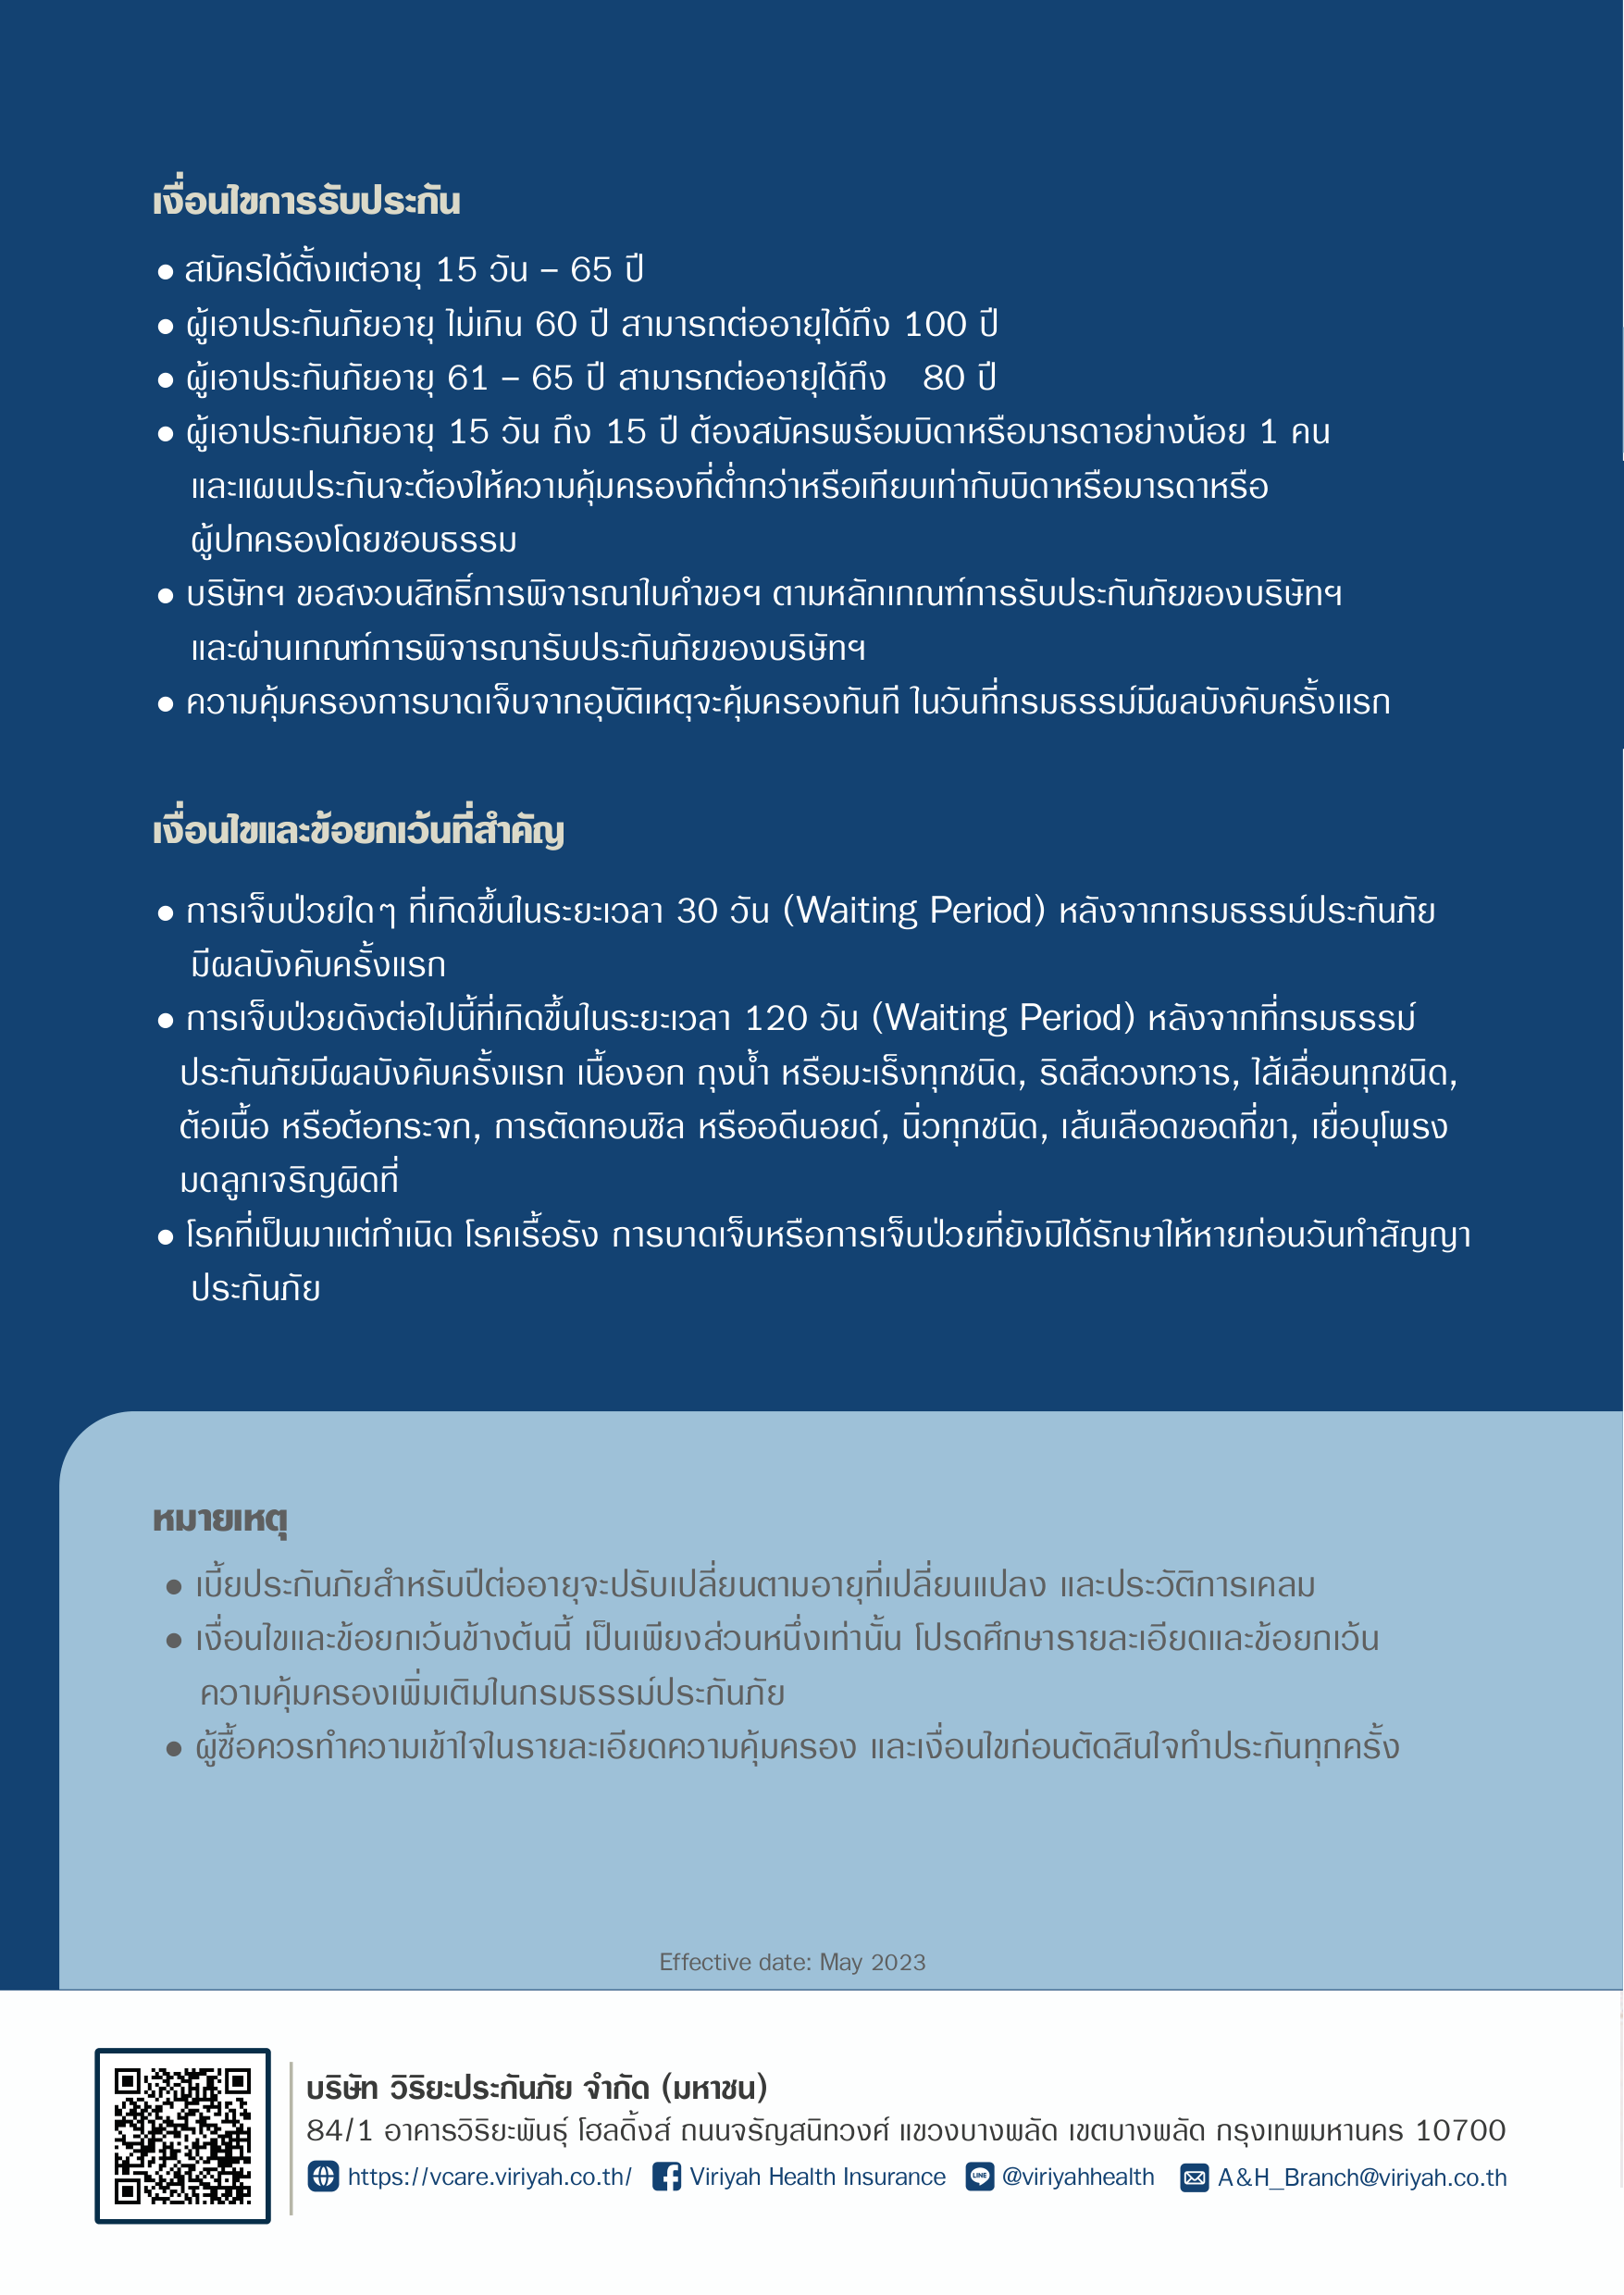 เงื่อนไขการรับประกัน
● สมัครได้ตั้งแต่อายุ 15 วัน – 65 ปี
● ผู้เอาประกันภัยอายุ ไม่เกิน 60 ปี สามารถต่ออายุได้ถึง 100 ปี
● ผู้เอาประกันภัยอายุ 61 – 65 ปี สามารถต่ออายุได้ถึง 80 ปี
● ผู้เอาประกันภัยอายุ 15 วัน ถึง 15 ปี ต้องสมัครพร้อมบิดาหรือมารดาอย่างน้อย 1 คน
และแผนประกันจะต้องให้ความคุ้มครองที่ต่ำกว่าหรือเทียบเท่ากับบิดาหรือมารดาหรือ
ผู้ปกครองโดยชอบธรรม
● บริษัทฯ ขอสงวนสิทธิ์การพิจารณาใบคำขอฯ ตามหลักเกณฑ์การรับประกันภัยของบริษัทฯ
และผ่านเกณฑ์การพิจารณารับประกันภัยของบริษัทฯ
● ความคุ้มครองการบาดเจ็บจากอุบัติเหตุจะคุ้มครองทันที ในวันที่กรมธรรม์มีผลบังคับครั้งแรก
เงื่อนไขและข้อยกเว้นที่สำคัญ
● การเจ็บป่วยใดๆ ที่เกิดขึ้นในระยะเวลา 30 วัน (Waiting Period) หลังจากกรมธรรม์ประกันภัย
มีผลบังคับครั้งแรก
● การเจ็บป่วยดังต่อไปนี้ที่เกิดขึ้นในระยะเวลา 120 วัน (Waiting Period) หลังจากที่กรมธรรม์
ประกันภัยมีผลบังคับครั้งแรก เนื้องอก ถุงน้ำ หรือมะเร็งทุกชนิด, ริดสีดวงทวาร, ไส้เลื่อนทุกชนิด,
ต้อเนื้อ หรือต้อกระจก, การตัดทอนซิล หรืออดีนอยด์, นิ่วทุกชนิด, เส้นเลือดขอดที่ขา, เยื่อบุโพรง
มดลูกเจริญผิดที่
● โรคที่เป็นมาแต่กำเนิด โรคเรื้อรัง การบาดเจ็บหรือการเจ็บป่วยที่ยังมิได้รักษาให้หายก่อนวันทำสัญญา
ประกันภัย
หมายเหตุ
● เบี้ยประกันภัยสำหรับปีต่ออายุจะปรับเปลี่ยนตามอายุที่เปลี่ยนแปลง และประวัติการเคลม
● เงื่อนไขและข้อยกเว้นข้างต้นนี้ เป็นเพียงส่วนหนึ่งเท่านั้น โปรดศึกษารายละเอียดและข้อยกเว้น
ความคุ้มครองเพิ่มเติมในกรมธรรม์ประกันภัย
● ผู้ซื้อควรทำความเข้าใจในรายละเอียดความคุ้มครอง และเงื่อนไขก่อนตัดสินใจทำประกันทุกครั้ง
Effective date: May 2023
บริษัท วิริยะประกันภัย จำกัด (มหาชน)
84/1 อาคารวิริยะพันธุ์ โฮลดิ้งส์ ถนนจรัญสนิทวงศ์ แขวงบางพลัด เขตบางพลัด กรุงเทพมหานคร 10700
https://vcare.viriyah.co.th/ Viriyah Health Insurance LINE @viriyahhealth A&H_Branch@viriyah.co.th